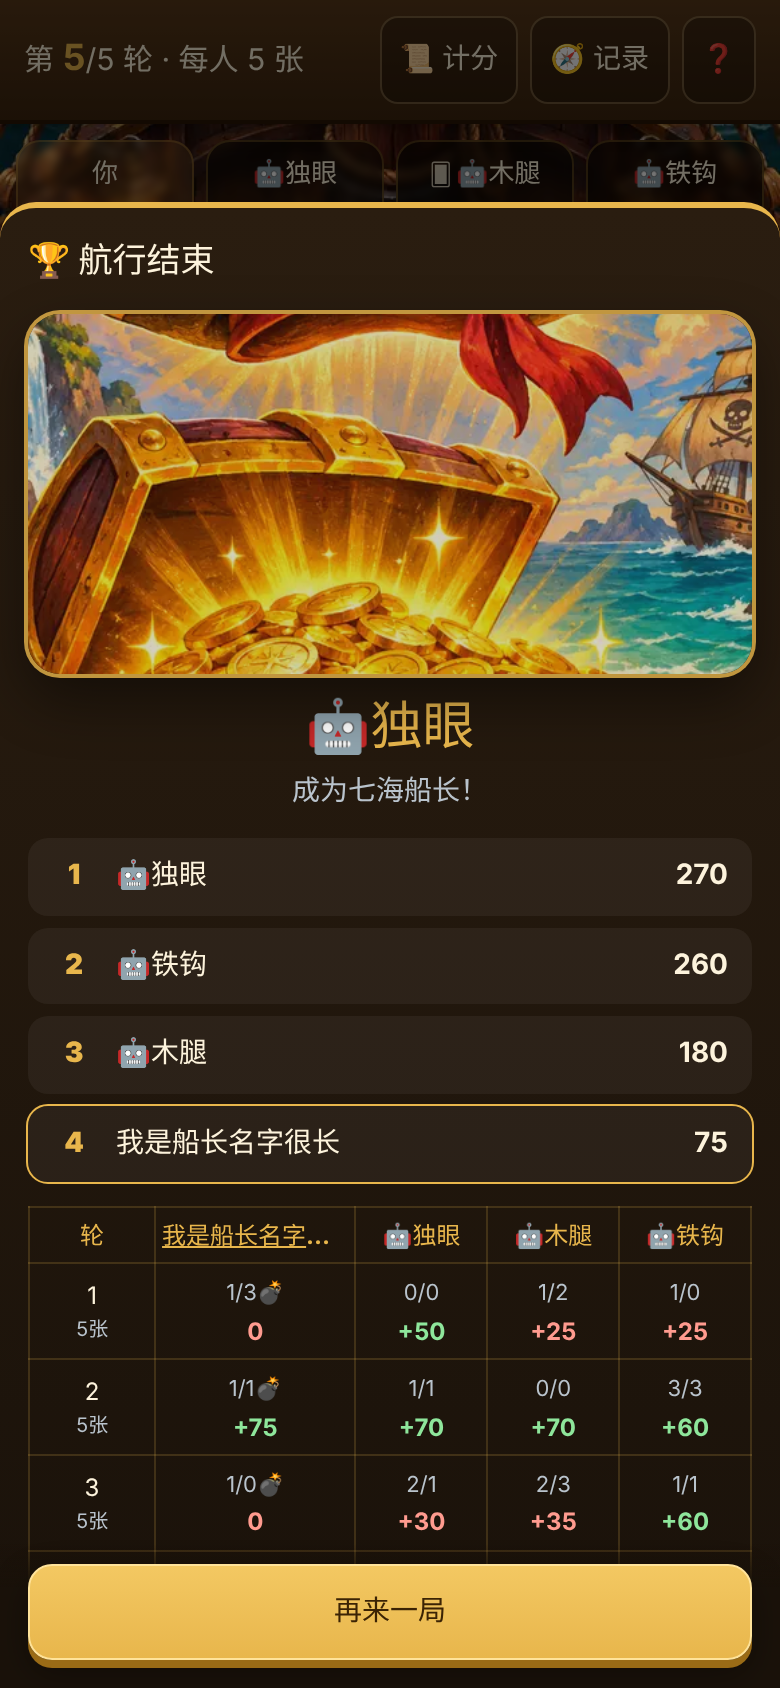 第 5/5 轮 · 每人 5 张
计分
记录
❓
你
🤖独眼
🤖木腿
🤖铁钩
🏆 航行结束
🤖独眼
成为七海船长!
1 🤖独眼 270
2 🤖铁钩 260
3 🤖木腿 180
4 我是船长名字很长 75
轮 我是船长名字... 🤖独眼 🤖木腿 🤖铁钩
1 1/3💣 0/0 1/2 1/0
5张 0 +50 +25 +25
2 1/1💣 1/1 0/0 3/3
5张 +75 +70 +70 +60
3 1/0💣 2/1 2/3 1/1
5张 0 +30 +35 +60
再来一局